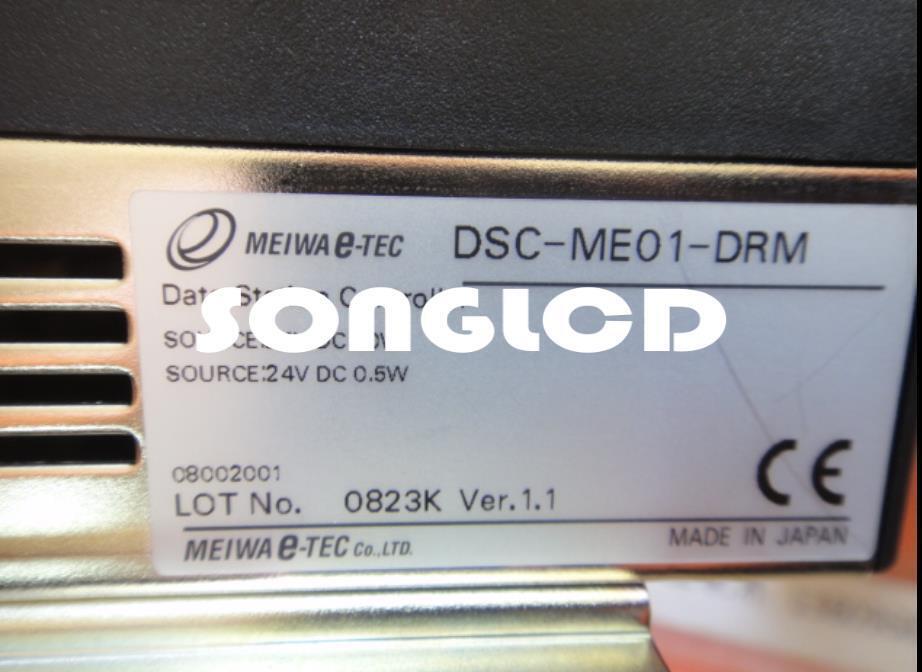 MEIWA e-TEC DSC-ME01-DRM
SONGLCD
SOURCE:24V DC 0.5W
08002001
LOT No. 0823K Ver.1.1
MEIWA e-TEC Co.,LTD.
MADE IN JAPAN
CE